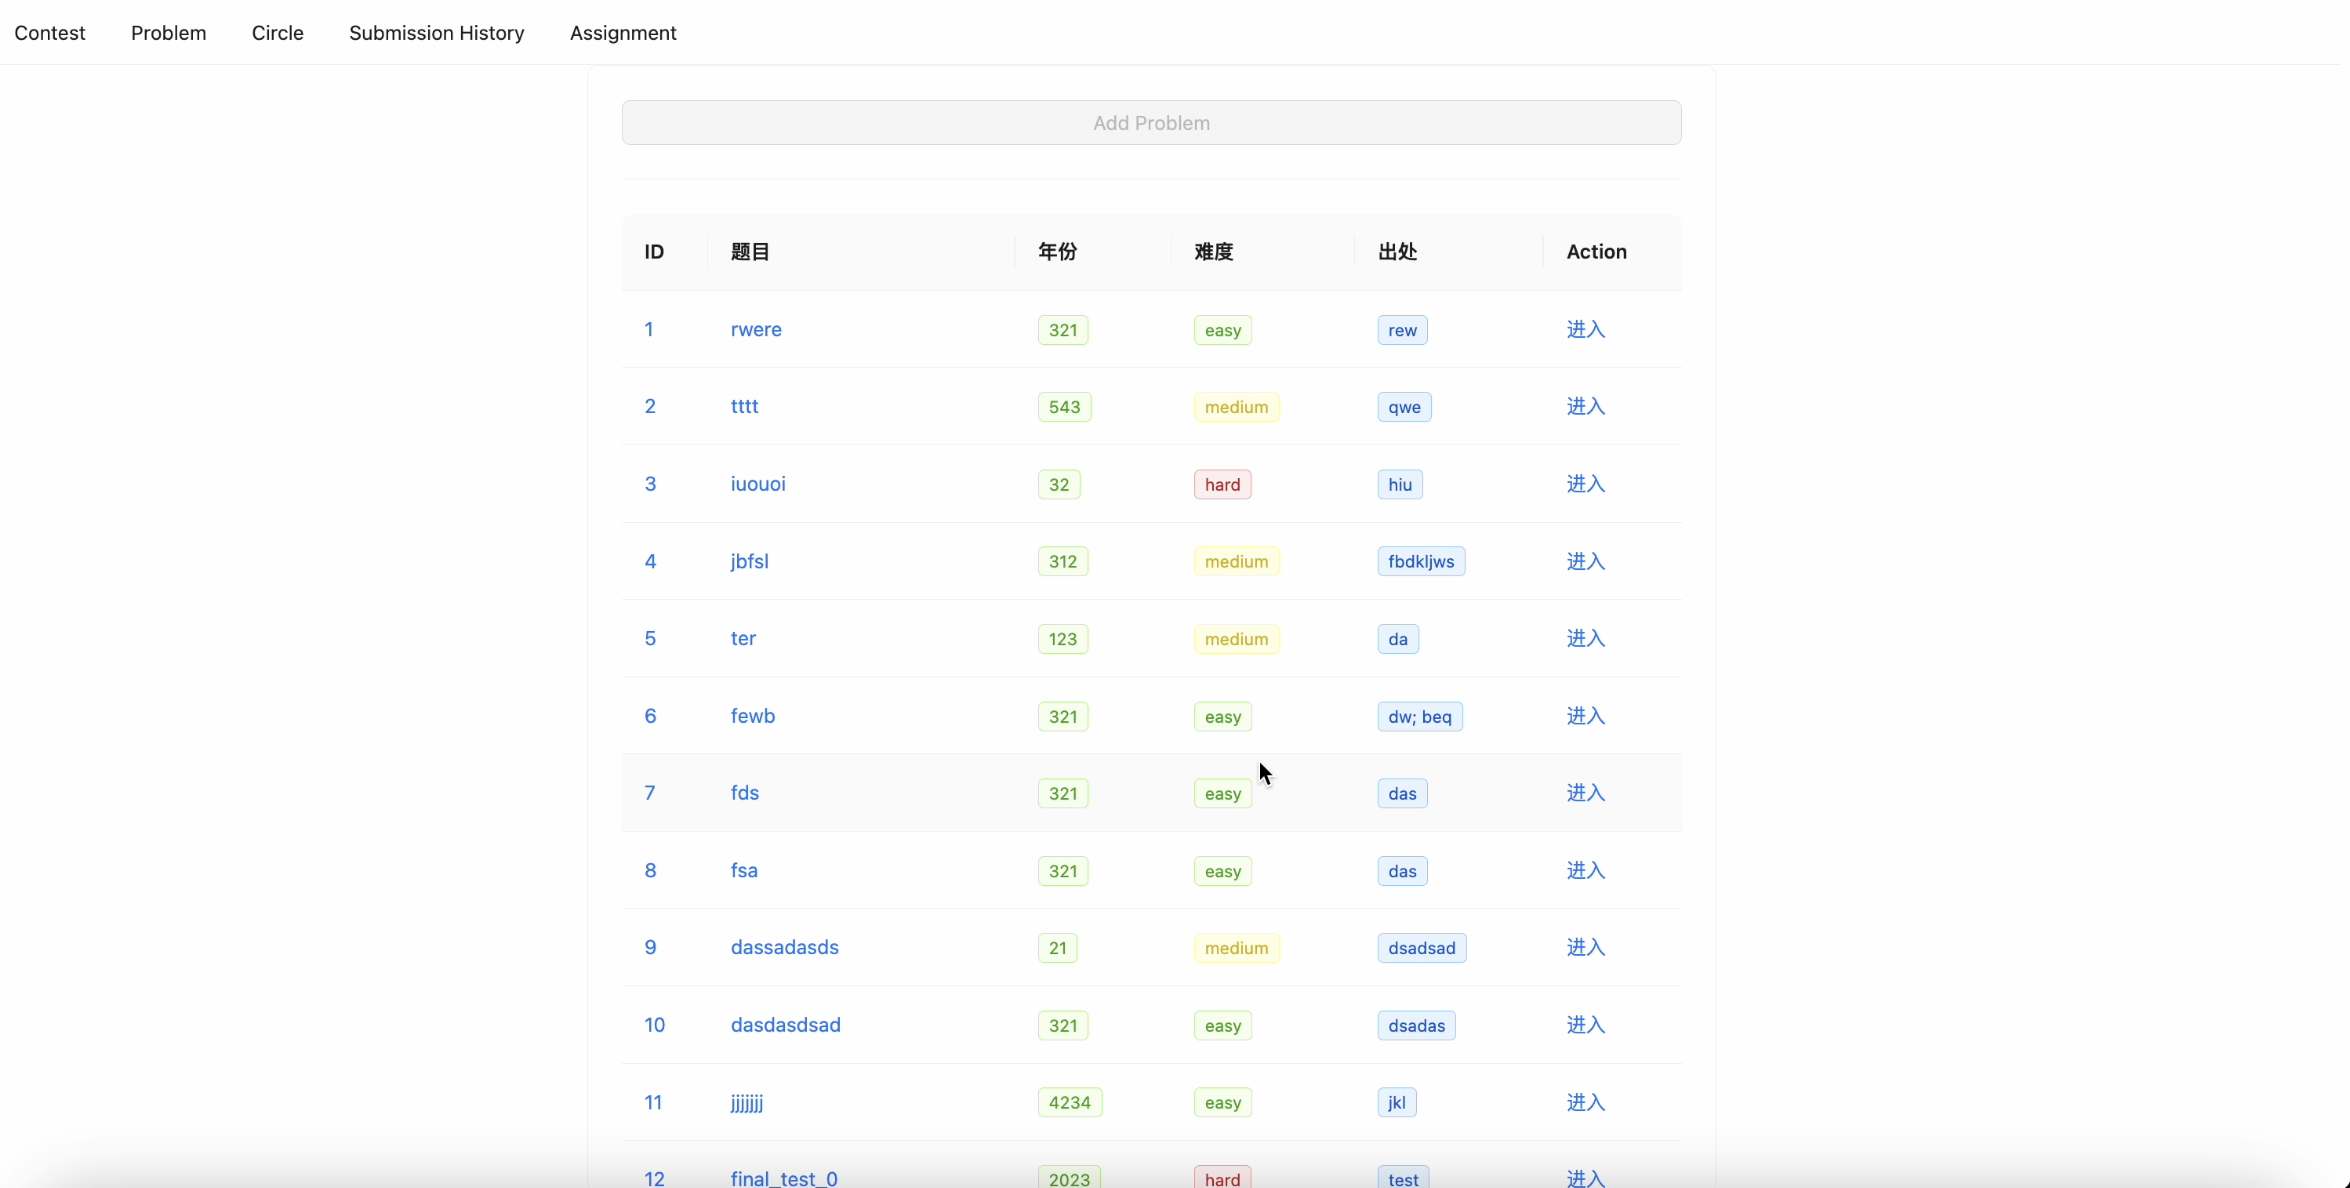 Contest Problem Circle Submission History Assignment
Add Problem
ID 题目 年份 难度 出处 Action
1 rwere 321 easy rew 进入
2 tttt 543 medium qwe 进入
3 iuouoi 32 hard hiu 进入
4 jbfsl 312 medium fbdkljws 进入
5 ter 123 medium da 进入
6 fewb 321 easy dw; beq 进入
7 fds 321 easy das 进入
8 fsa 321 easy das 进入
9 dassadasds 21 medium dsadsad 进入
10 dasdasdsad 321 easy dsadas 进入
11 jjjjjjj 4234 easy jkl 进入
12 final_test_0 2023 hard test 进入